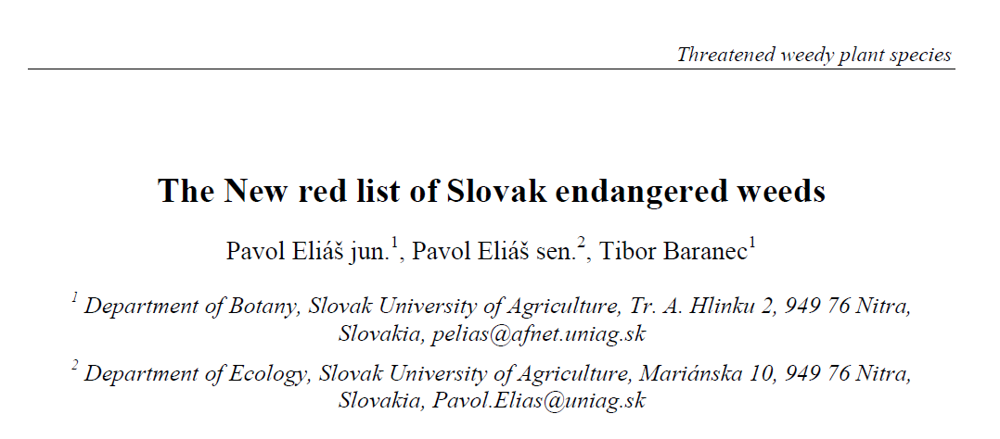 Threatened weedy plant species
The New red list of Slovak endangered weeds
Pavol Eliáš jun.1, Pavol Eliáš sen.2, Tibor Baranec1
1 Department of Botany, Slovak University of Agriculture, Tr. A. Hlinku 2, 949 76 Nitra,
Slovakia, pelias@afnet.uniag.sk
2 Department of Ecology, Slovak University of Agriculture, Mariánska 10, 949 76 Nitra,
Slovakia, Pavol.Elias@uniag.sk